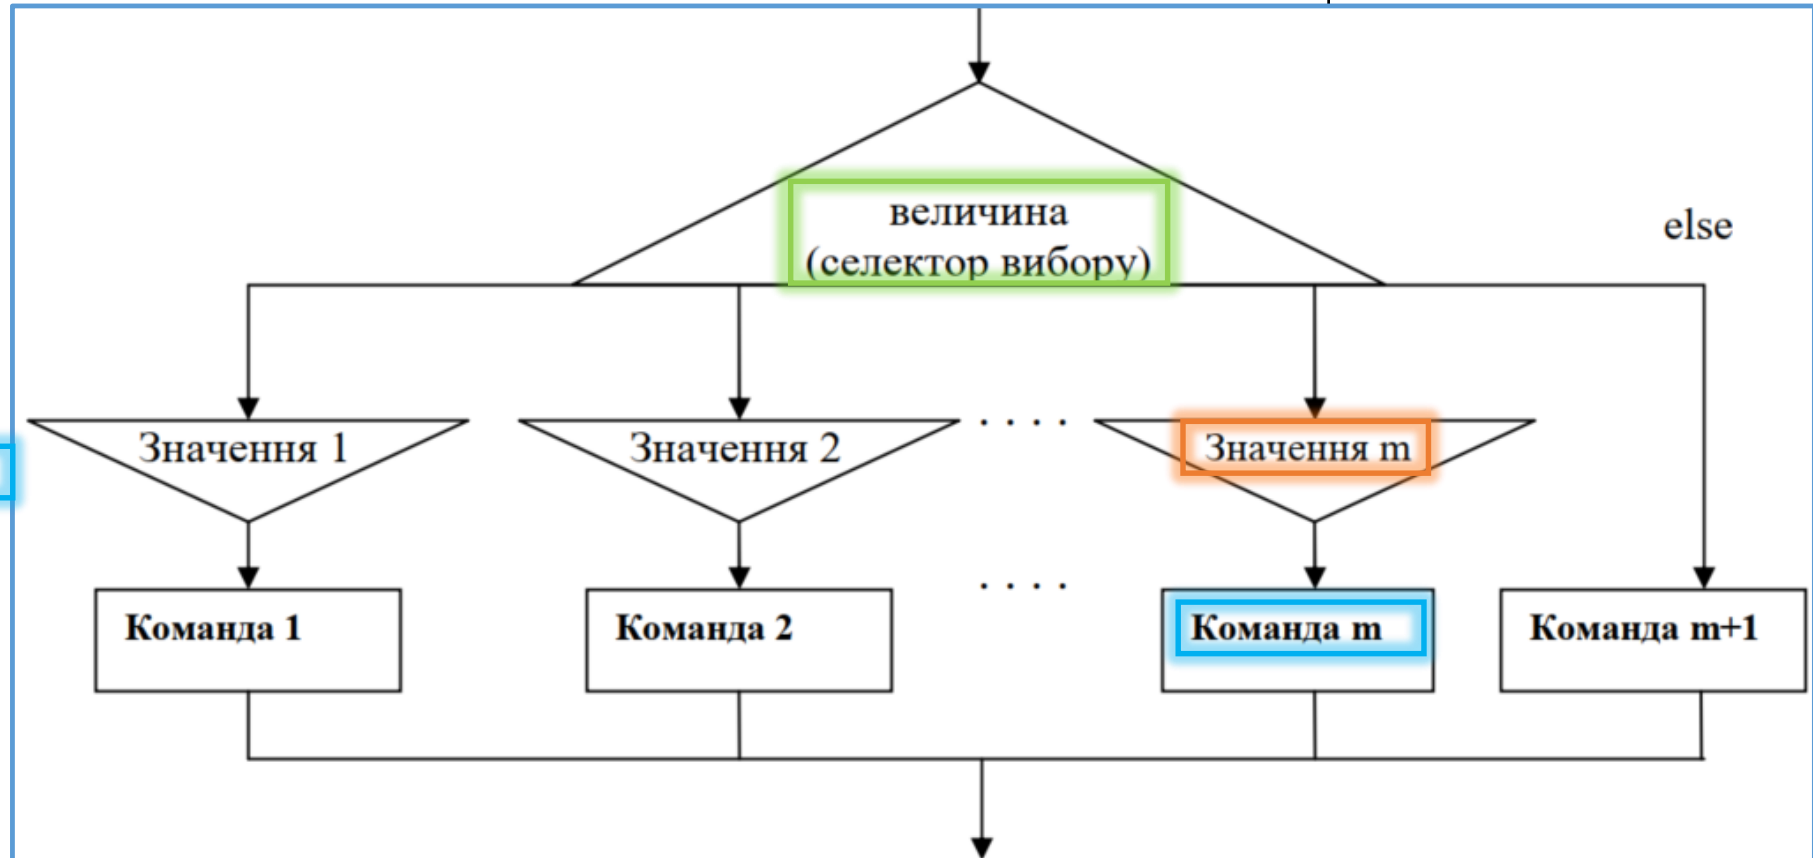 величина
(селектор вибору)
else
Значення 1
Значення 2
. . . .
Значення m
Команда 1
Команда 2
. . . .
Команда m
Команда m+1